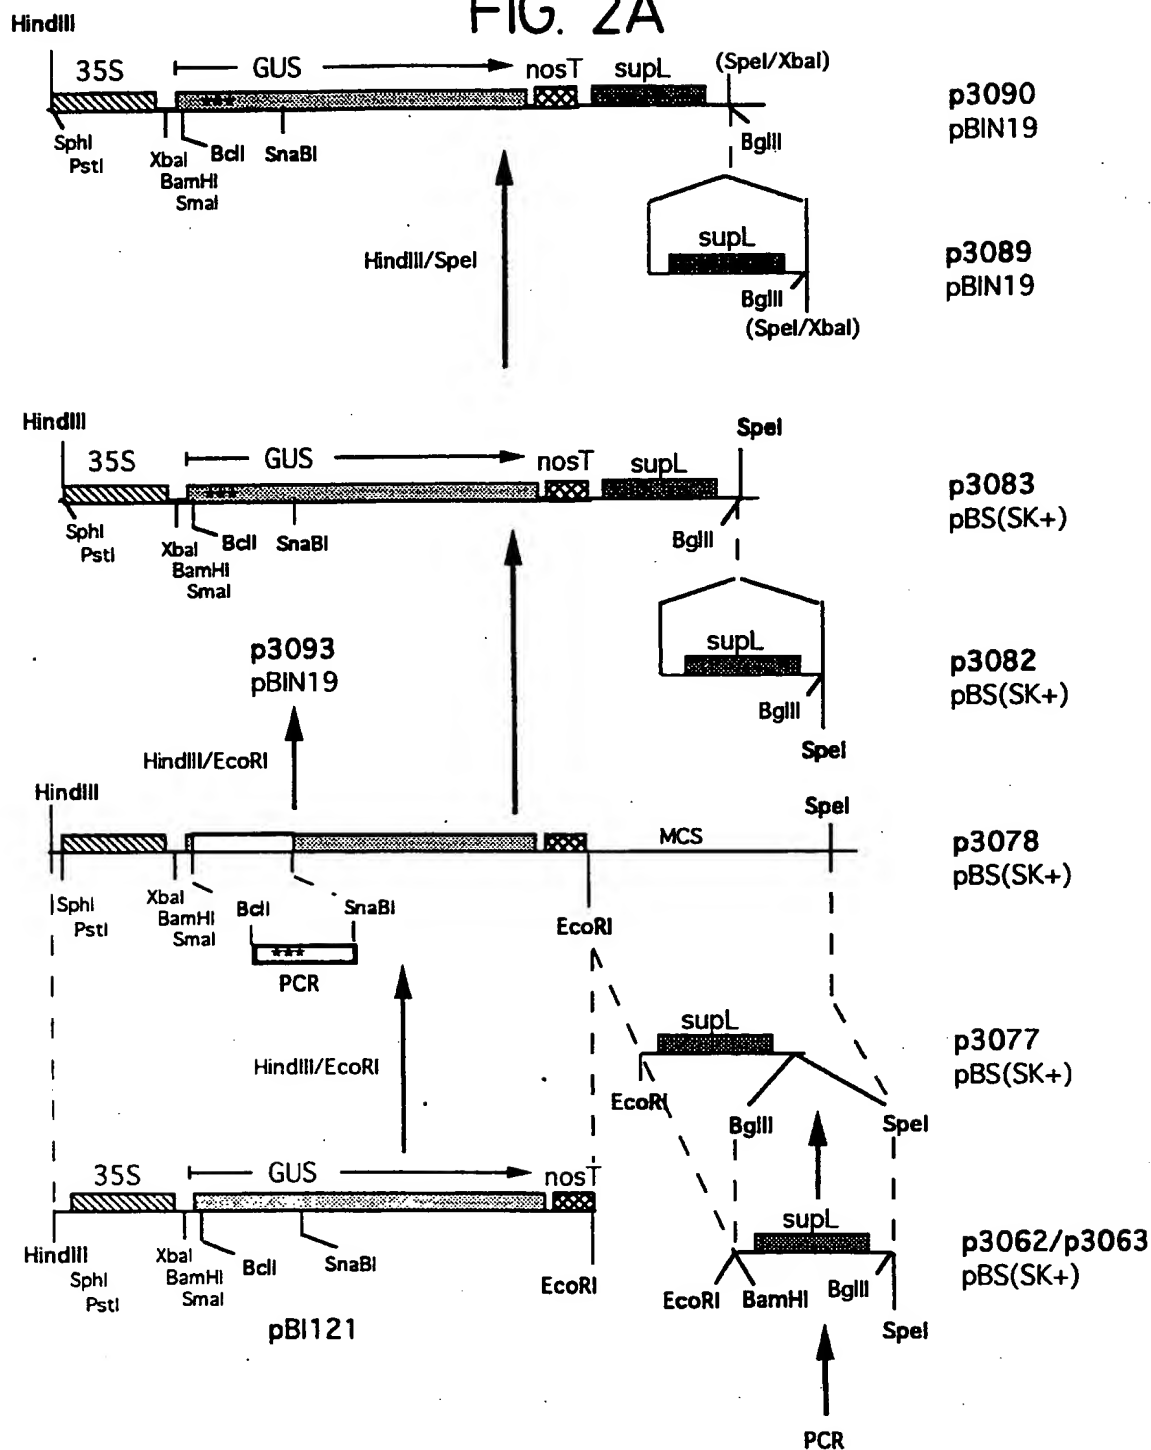 FIG. 2A
HindIII
35S
GUS
nosT
supL
(SpeI/XbaI)
p3090
pBIN19
SphI
PstI
XbaI
BamHI
SmaI
BclI
SnaBI
BglII
HindIII/SpeI
supL
BglII
(SpeI/XbaI)
p3089
pBIN19
HindIII
35S
GUS
nosT
supL
SpeI
p3083
pBS(SK+)
SphI
PstI
XbaI
BamHI
SmaI
BclI
SnaBI
BglII
supL
BglII
SpeI
p3082
pBS(SK+)
p3093
pBIN19
HindIII/EcoRI
HindIII
MCS
SpeI
p3078
pBS(SK+)
SphI
PstI
XbaI
BamHI
SmaI
BclI
SnaBI
EcoRI
***
PCR
HindIII/EcoRI
supL
EcoRI
BglII
SpeI
p3077
pBS(SK+)
35S
GUS
nosT
HindIII
SphI
PstI
XbaI
BamHI
SmaI
BclI
SnaBI
EcoRI
pBI121
supL
EcoRI
BamHI
BglII
SpeI
p3062/p3063
pBS(SK+)
PCR